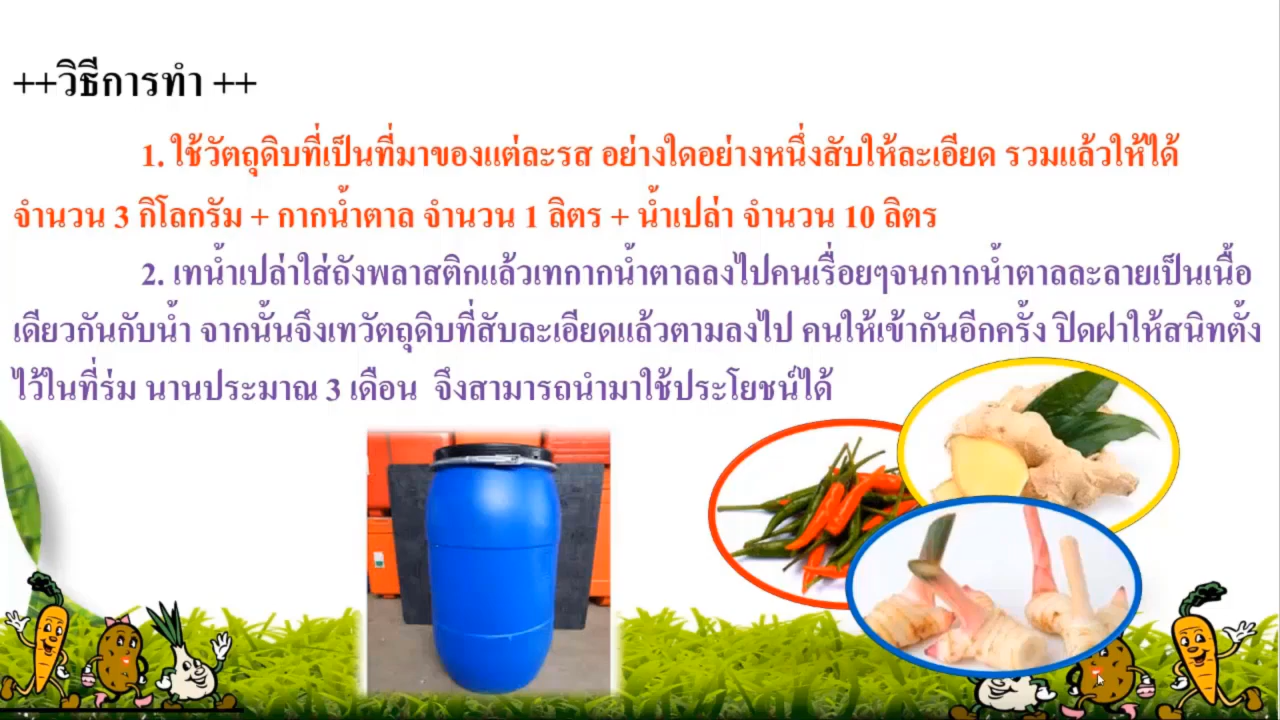 ++วิธีการทำ ++
1. ใช้วัตถุดิบที่เป็นที่มาของแต่ละรส อย่างใดอย่างหนึ่งสับให้ละเอียด รวมแล้วให้ได้
จำนวน 3 กิโลกรัม + กากน้ำตาล จำนวน 1 ลิตร + น้ำเปล่า จำนวน 10 ลิตร
2. เทน้ำเปล่าใส่ถังพลาสติกแล้วเทกากน้ำตาลลงไปคนเรื่อยๆจนกากน้ำตาลละลายเป็นเนื้อ
เดียวกันกับน้ำ จากนั้นจึงเทวัตถุดิบที่สับละเอียดแล้วตามลงไป คนให้เข้ากันอีกครั้ง ปิดฝาให้สนิทตั้ง
ไว้ในที่ร่ม นานประมาณ 3 เดือน จึงสามารถนำมาใช้ประโยชน์ได้